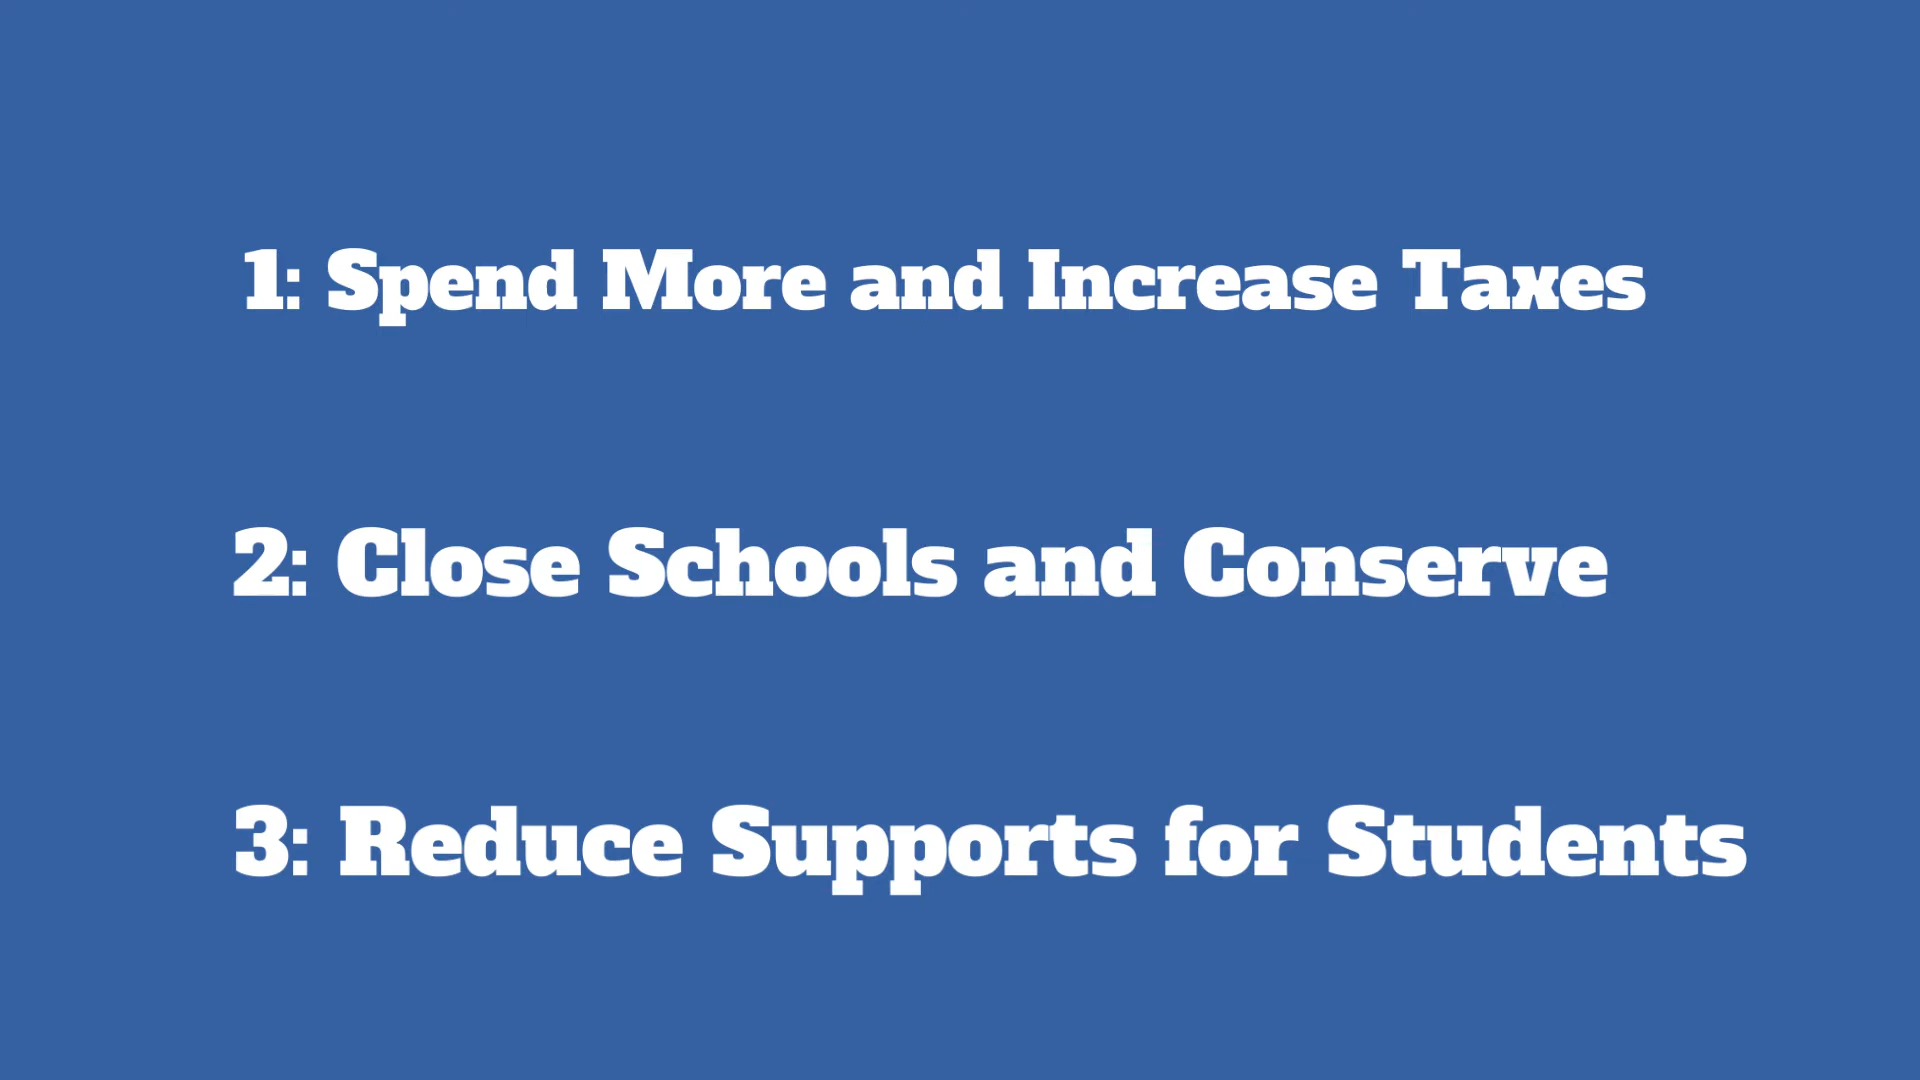 1: Spend More and Increase Taxes
2: Close Schools and Conserve
3: Reduce Supports for Students